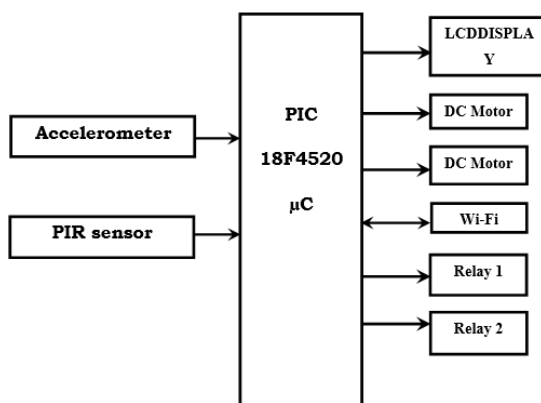 Accelerometer
PIR sensor
PIC
18F4520
µC
LCDDISPLA
Y
DC Motor
DC Motor
Wi-Fi
Relay 1
Relay 2